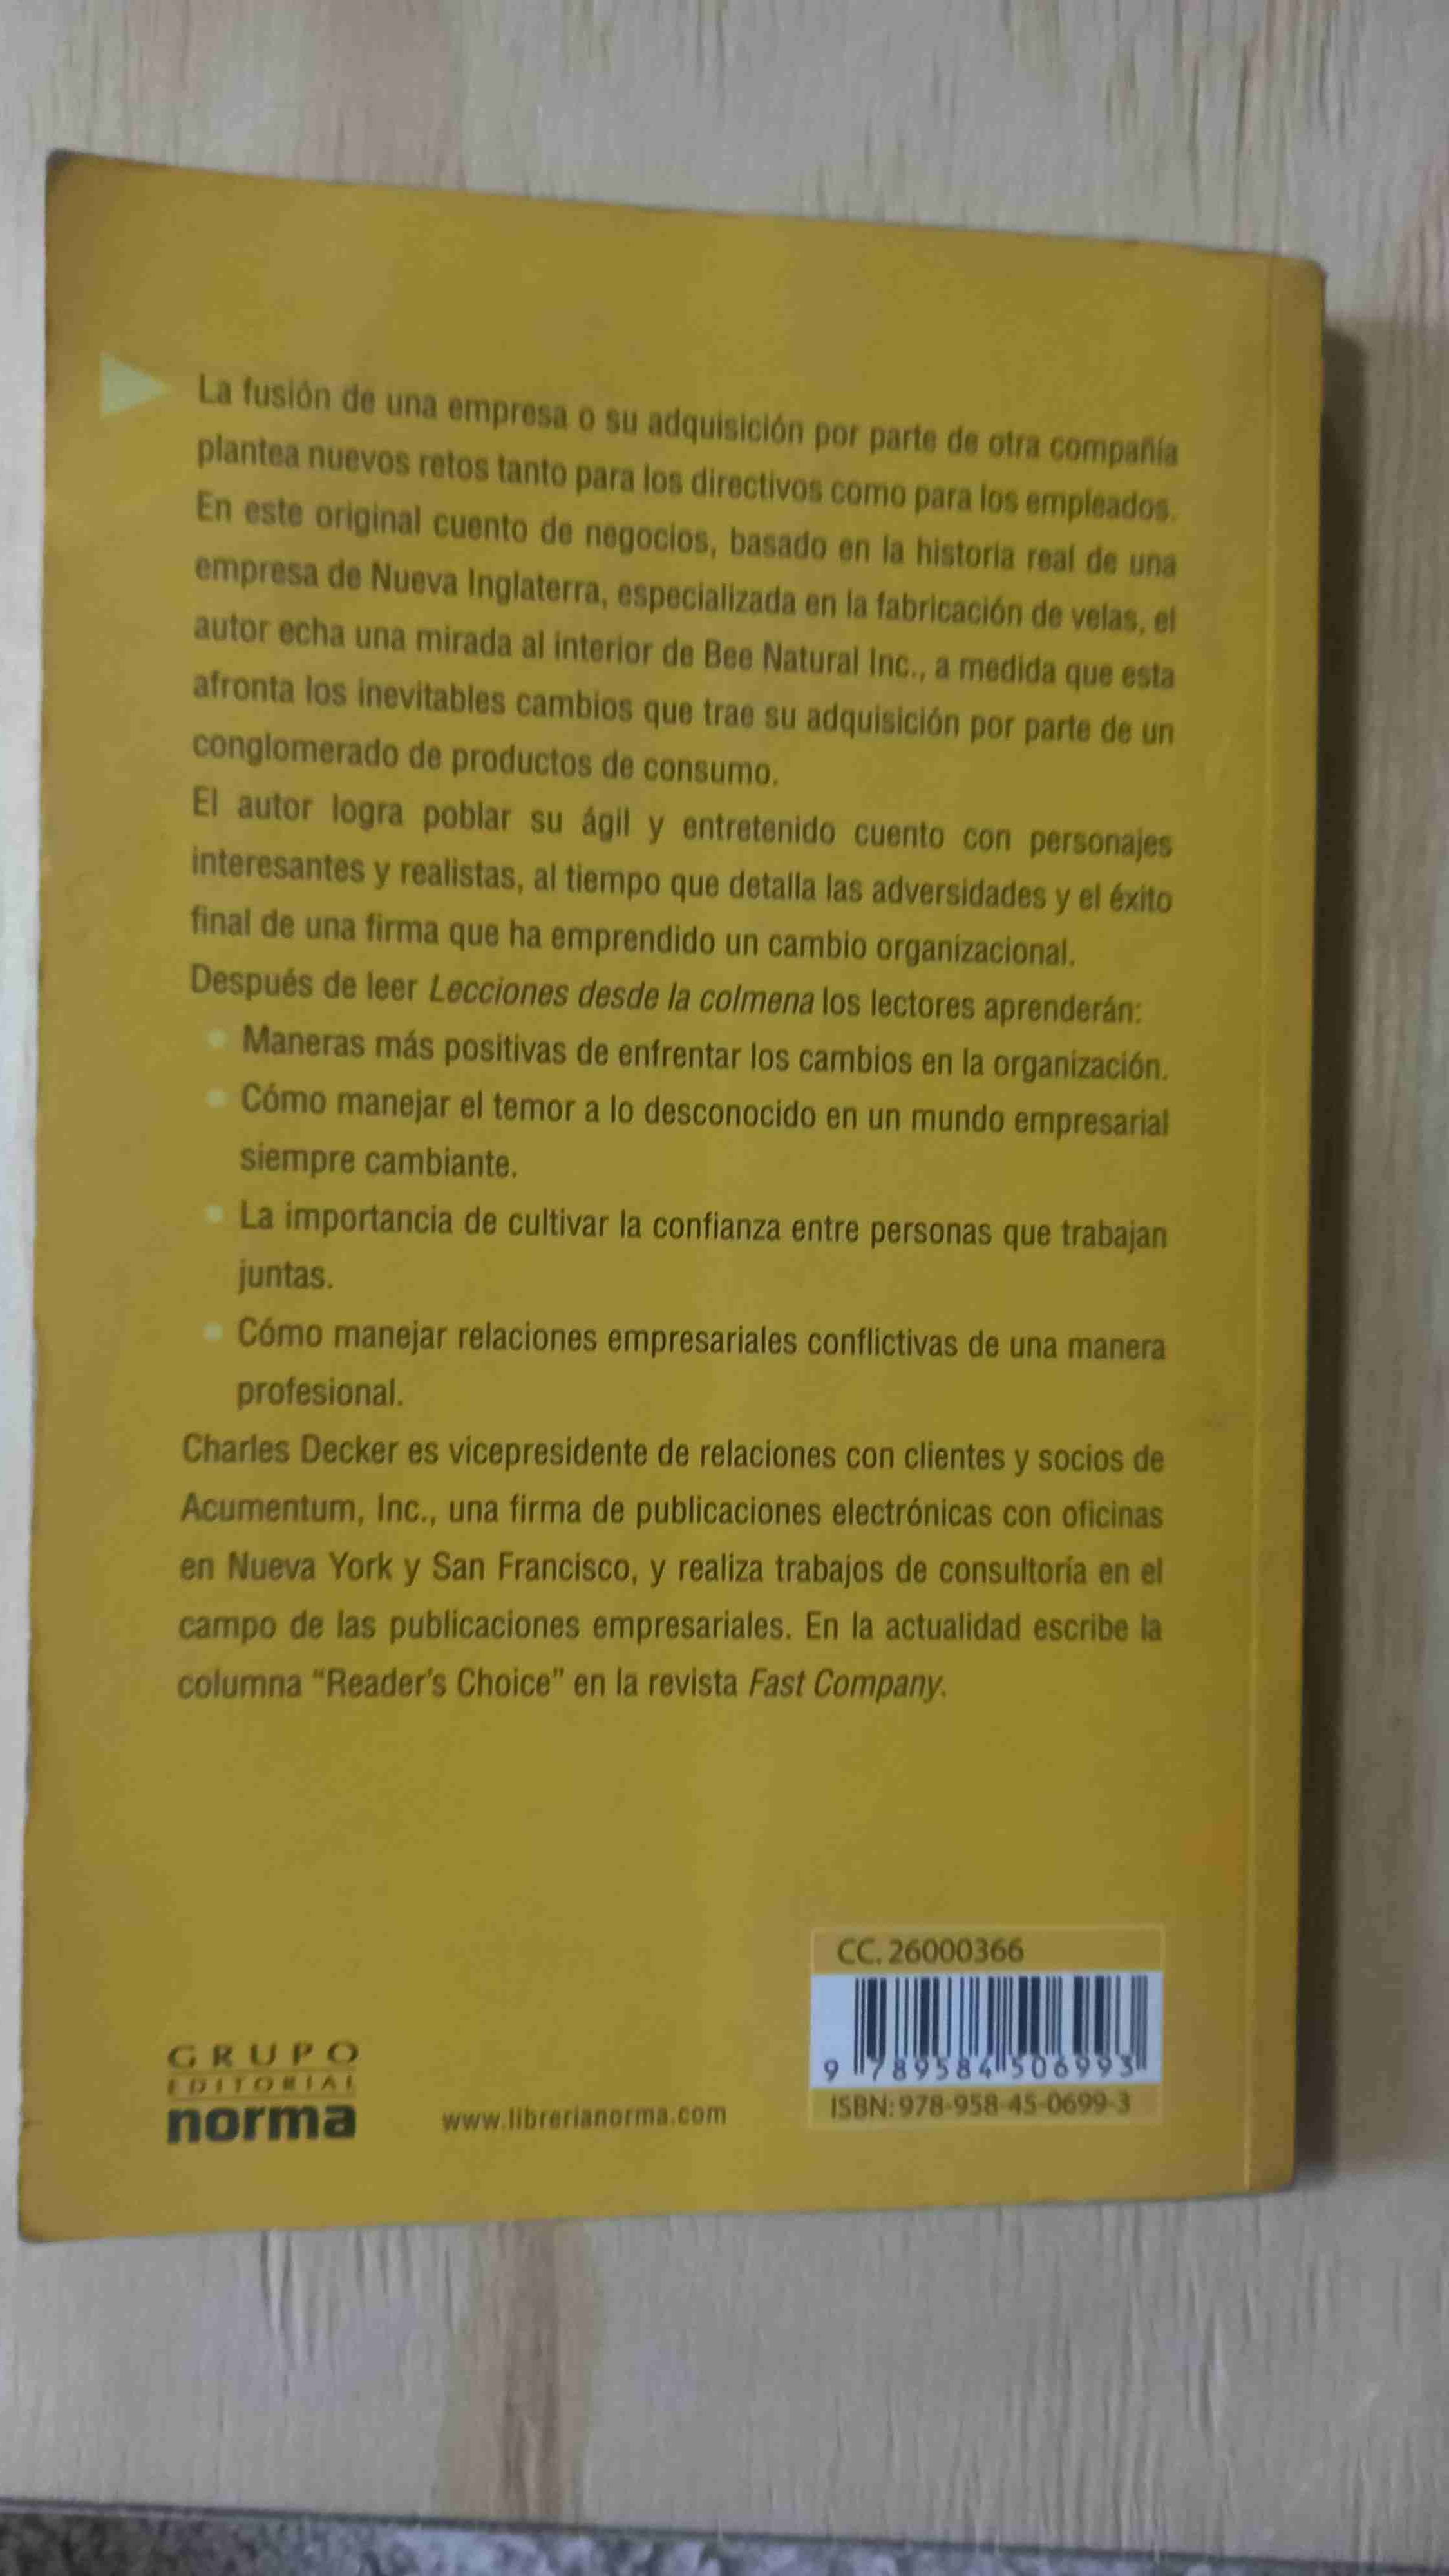 La fusión de una empresa o su adquisición por parte de otra compañía
plantea nuevos retos tanto para los directivos como para los empleados.
En este original cuento de negocios, basado en la historia real de una
empresa de Nueva Inglaterra, especializada en la fabricación de velas, el
autor echa una mirada al interior de Bee Natural Inc., a medida que esta
afronta los inevitables cambios que trae su adquisición por parte de un
conglomerado de productos de consumo.
El autor logra poblar su ágil y entretenido cuento con personajes
interesantes y realistas, al tiempo que detalla las adversidades y el éxito
final de una firma que ha emprendido un cambio organizacional.
Después de leer Lecciones desde la colmena los lectores aprenderán:
• Maneras más positivas de enfrentar los cambios en la organización.
• Cómo manejar el temor a lo desconocido en un mundo empresarial
siempre cambiante.
• La importancia de cultivar la confianza entre personas que trabajan
juntas.
• Cómo manejar relaciones empresariales conflictivas de una manera
profesional.
Charles Decker es vicepresidente de relaciones con clientes y socios de
Acumentum, Inc., una firma de publicaciones electrónicas con oficinas
en Nueva York y San Francisco, y realiza trabajos de consultoría en el
campo de las publicaciones empresariales. En la actualidad escribe la
columna “Reader’s Choice” en la revista Fast Company.
CC. 26000366
9 789584 506993
ISBN: 978-958-45-0699-3
GRUPO
EDITORIAL
norma
www.librerianorma.com